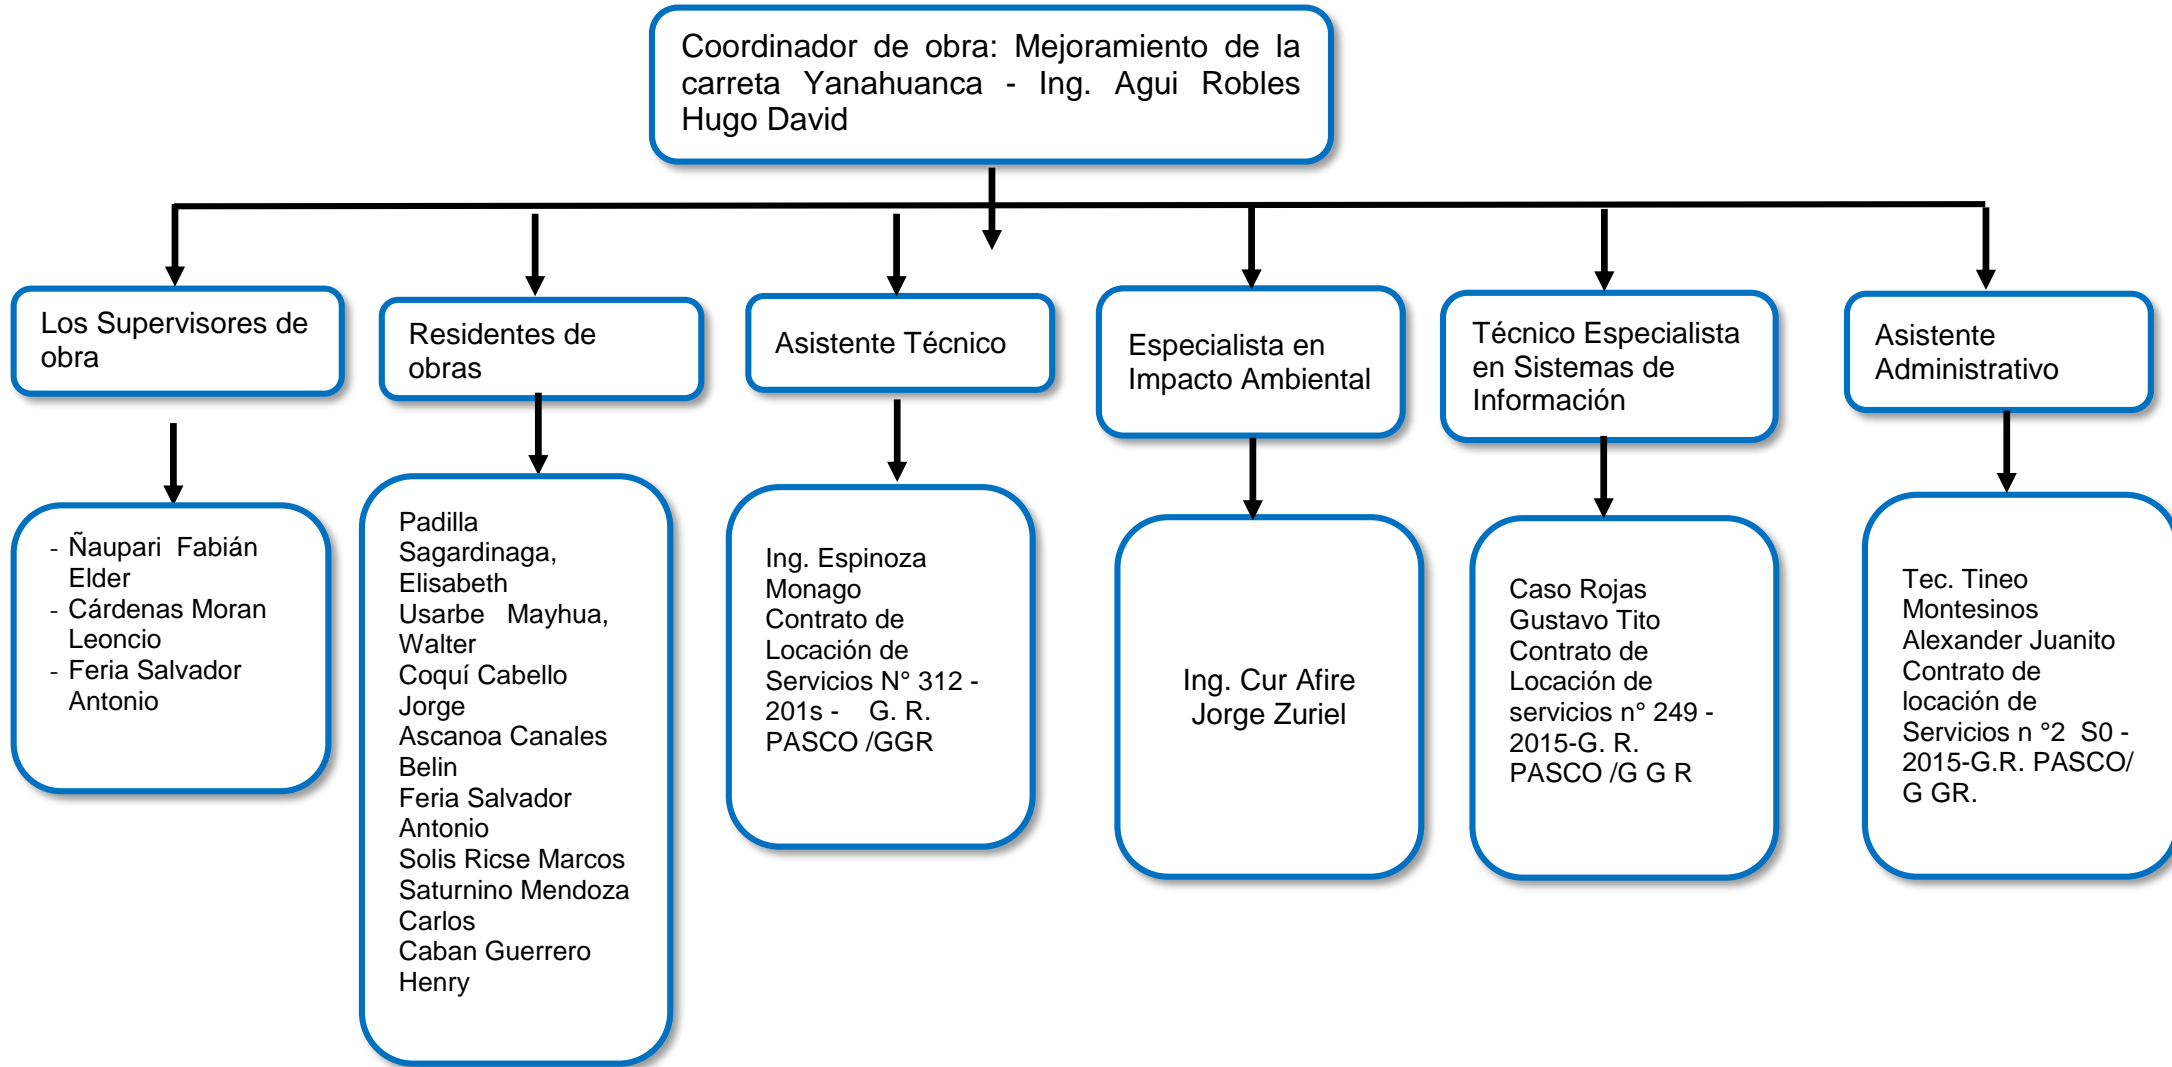 Coordinador de obra: Mejoramiento de la
carreta Yanahuanca - Ing. Agui Robles
Hugo David
Los Supervisores de
obra
Residentes de
obras
Asistente Técnico
Especialista en
Impacto Ambiental
Técnico Especialista
en Sistemas de
Información
Asistente
Administrativo
- Ñaupari Fabián
Elder
- Cárdenas Moran
Leoncio
- Feria Salvador
Antonio
Padilla
Sagardinaga,
Elisabeth
Usarbe Mayhua,
Walter
Coquí Cabello
Jorge
Ascanoa Canales
Belin
Feria Salvador
Antonio
Solis Ricse Marcos
Saturnino Mendoza
Carlos
Caban Guerrero
Henry
Ing. Espinoza
Monago
Contrato de
Locación de
Servicios N° 312 -
201s - G. R.
PASCO /GGR
Ing. Cur Afire
Jorge Zuriel
Caso Rojas
Gustavo Tito
Contrato de
Locación de
servicios n° 249 -
2015-G. R.
PASCO /G G R
Tec. Tineo
Montesinos
Alexander Juanito
Contrato de
locación de
Servicios n °2 S0 -
2015-G.R. PASCO/
G GR.